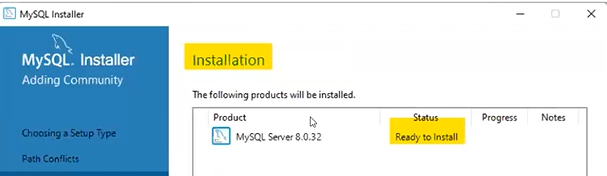 MySQL Installer
MySQL. Installer
Adding Community
Choosing a Setup Type
Path Conflicts
Installation
The following products will be installed.
Product Status Progress Notes
MySQL Server 8.0.32 Ready to Install